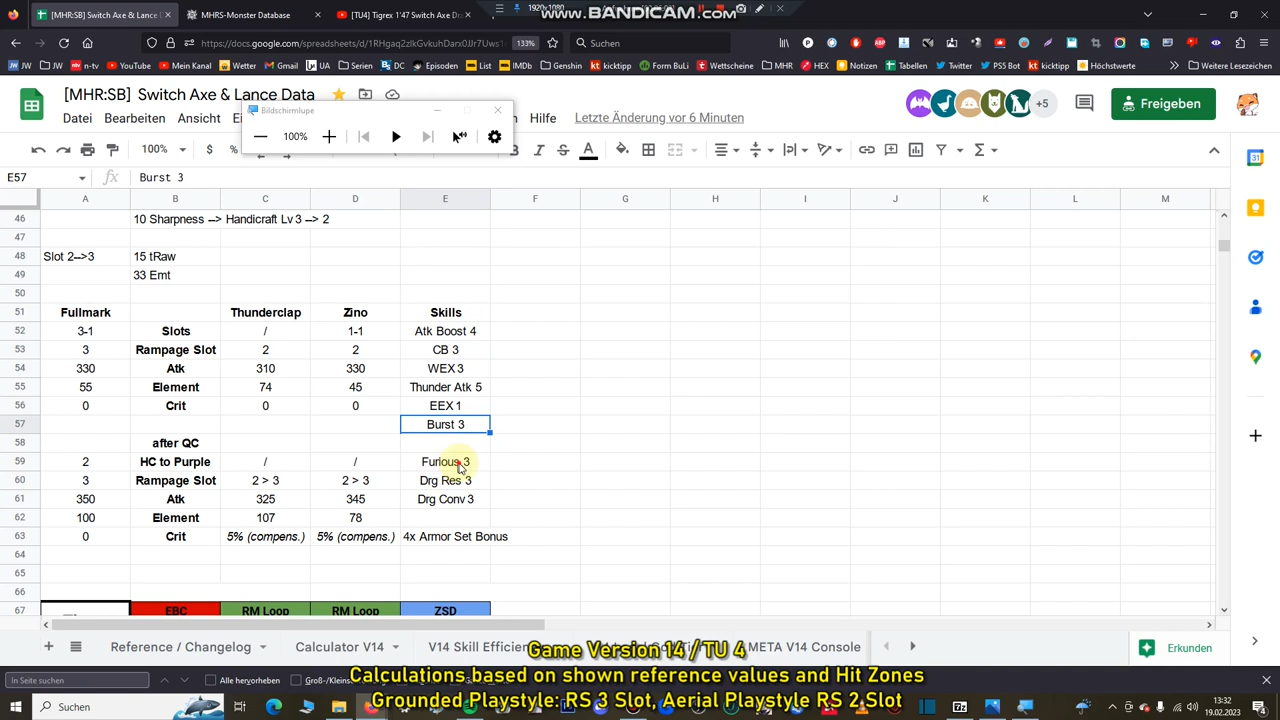 1920×1080
WWW.BANDICAM.COM
[MHR:SB] Switch Axe & Lance D
MHRS-Monster Database
[TU4] Tigrex 1'47 Switch Axe Dr
https://docs.google.com/spreadsheets/d/
133%
Suchen
JW
JW
n-tv
YouTube
Mein Kanal
Wetter
Gmail
UA
Serien
DC
Episoden
List
IMDb
Genshin
kicktipp
Form BuLi
Wettscheine
MHR
HEX
Notizen
Tabellen
Twitter
PS5 Bot
kicktipp
Höchstwerte
Weitere Lesezeichen
[MHR:SB] Switch Axe & Lance Data
Datei
Bearbeiten
Hilfe
Letzte Änderung vor 6 Minuten
+5
Freigeben
Bildschirmlupe
100%
100%
$
%
E57
fx
Burst 3
A B C D E F G H I J K L M
46 10 Sharpness --> Handicraft Lv 3 --> 2
47
48 Slot 2-->3 15 tRaw
49 33 Emt
50
51 Fullmark Thunderclap Zino Skills
52 3-1 Slots / 1-1 Atk Boost 4
53 3 Rampage Slot 2 2 CB 3
54 330 Atk 310 330 WEX 3
55 55 Element 74 45 Thunder Atk 5
56 0 Crit 0 0 EEX 1
57 Burst 3
58 after QC
59 2 HC to Purple / / Furious 3
60 3 Rampage Slot 2 > 3 2 > 3 Drg Res 3
61 350 Atk 325 345 Drg Conv 3
62 100 Element 107 78
63 0 Crit 5% (compens.) 5% (compens.) 4x Armor Set Bonus
64
65
66
67 EBC RM Loop RM Loop ZSD
Reference / Changelog
Calculator V14
V14 Skill Efficien
META V14 Console
Erkunden
Game Version 14 / TU 4
Calculations based on shown reference values and Hit Zones
Grounded Playstyle: RS 3 Slot, Aerial Playstyle RS 2 Slot
In Seite suchen
Alle hervorheben
Suchen
13:32
19.02.2023